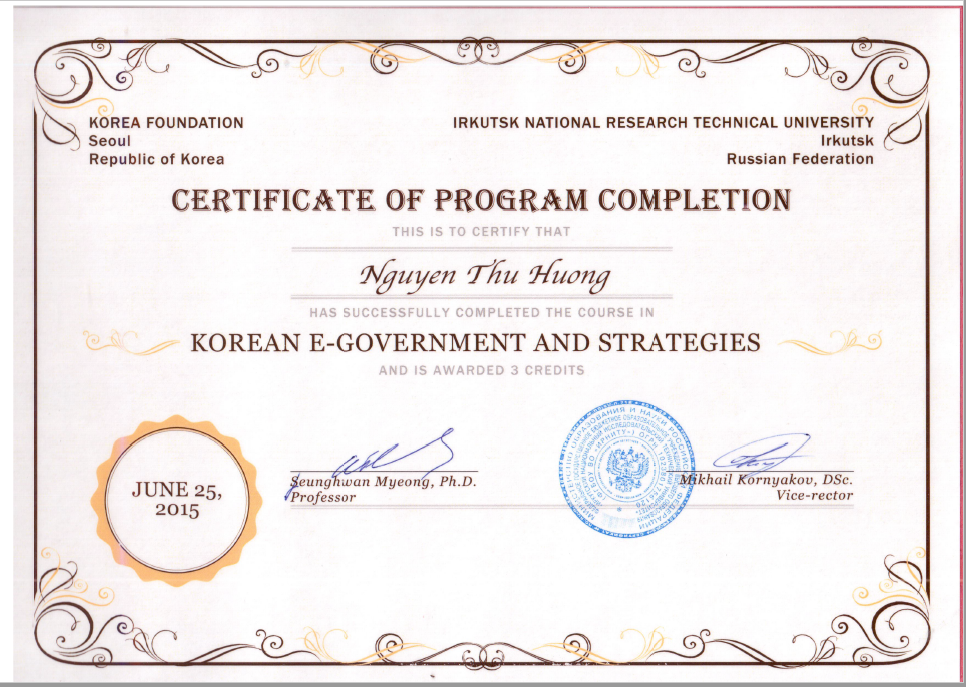 KOREA FOUNDATION
Seoul
Republic of Korea
IRKUTSK NATIONAL RESEARCH TECHNICAL UNIVERSITY
Irkutsk
Russian Federation
CERTIFICATE OF PROGRAM COMPLETION
THIS IS TO CERTIFY THAT
Nguyen Thu Huong
HAS SUCCESSFULLY COMPLETED THE COURSE IN
KOREAN E-GOVERNMENT AND STRATEGIES
AND IS AWARDED 3 CREDITS
JUNE 25,
2015
Seunghwan Myeong, Ph.D.
Professor
Mikhail Kornyakov, DSc.
Vice-rector